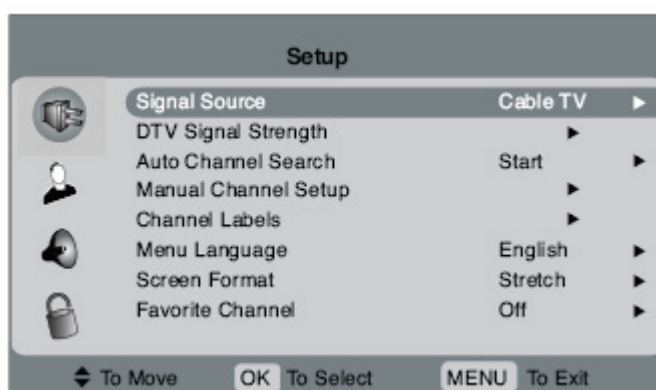 Setup
Signal Source Cable TV
DTV Signal Strength
Auto Channel Search Start
Manual Channel Setup
Channel Labels
Menu Language English
Screen Format Stretch
Favorite Channel Off
To Move OK To Select MENU To Exit